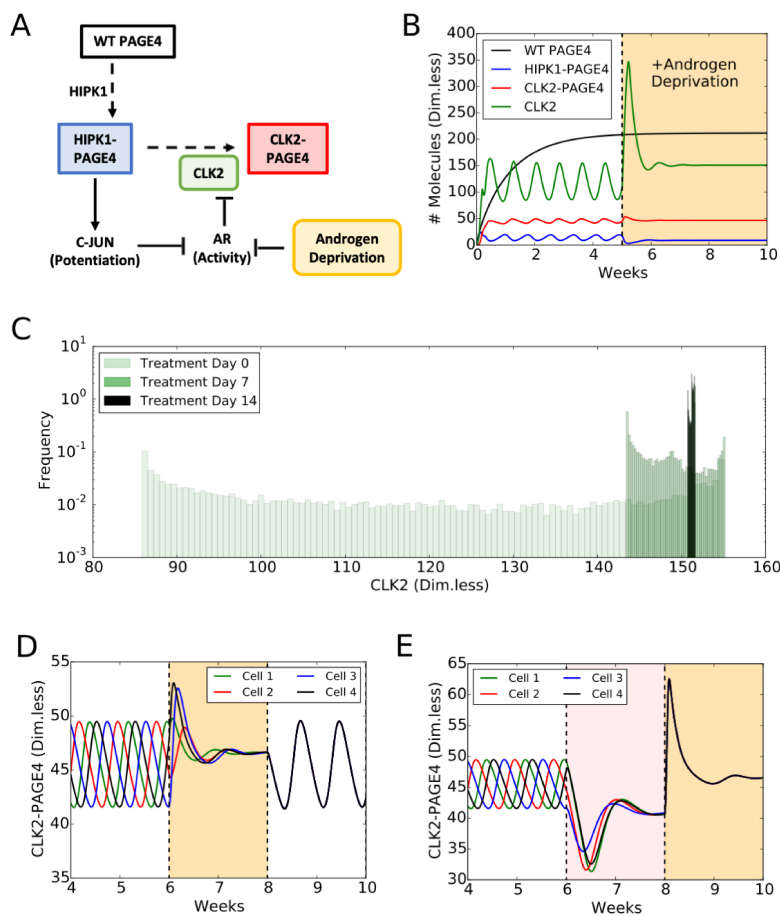 A
WT PAGE4
HIPK1
HIPK1-
PAGE4
CLK2-
PAGE4
CLK2
C-JUN
(Potentiation)
AR
(Activity)
Androgen
Deprivation
B
400
350
300
250
200
150
100
50
0
# Molecules (Dim.less)
WT PAGE4
HIPK1-PAGE4
CLK2-PAGE4
CLK2
+Androgen
Deprivation
0 2 4 6 8 10
Weeks
C
10^1
10^0
10^-1
10^-2
10^-3
Frequency
Treatment Day 0
Treatment Day 7
Treatment Day 14
80 90 100 110 120 130 140 150 160
CLK2 (Dim.less)
D
55
50
45
40
35
CLK2-PAGE4 (Dim.less)
Cell 1 Cell 3
Cell 2 Cell 4
4 5 6 7 8 9 10
Weeks
E
65
60
55
50
45
40
35
30
CLK2-PAGE4 (Dim.less)
Cell 1 Cell 3
Cell 2 Cell 4
4 5 6 7 8 9 10
Weeks